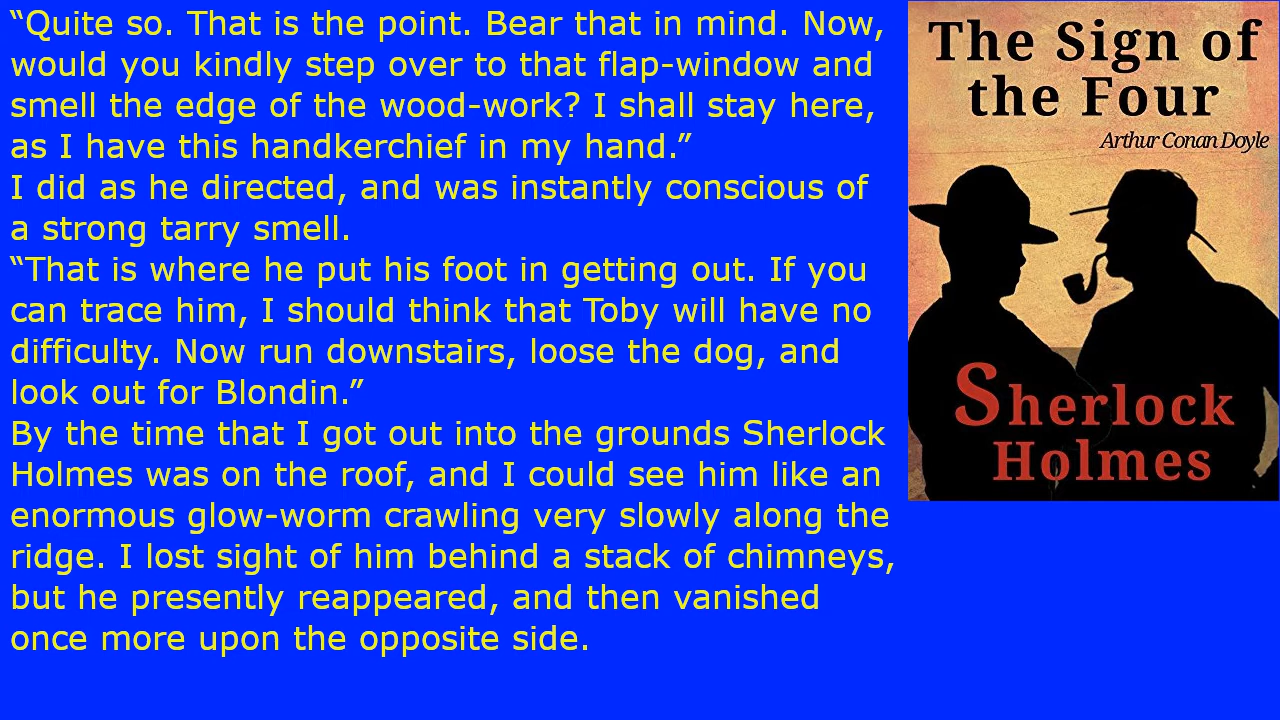 “Quite so. That is the point. Bear that in mind. Now,
would you kindly step over to that flap-window and
smell the edge of the wood-work? I shall stay here,
as I have this handkerchief in my hand.”
I did as he directed, and was instantly conscious of
a strong tarry smell.
“That is where he put his foot in getting out. If you
can trace him, I should think that Toby will have no
difficulty. Now run downstairs, loose the dog, and
look out for Blondin.”
By the time that I got out into the grounds Sherlock
Holmes was on the roof, and I could see him like an
enormous glow-worm crawling very slowly along the
ridge. I lost sight of him behind a stack of chimneys,
but he presently reappeared, and then vanished
once more upon the opposite side.
The Sign of
the Four
Arthur Conan Doyle
Sherlock
Holmes